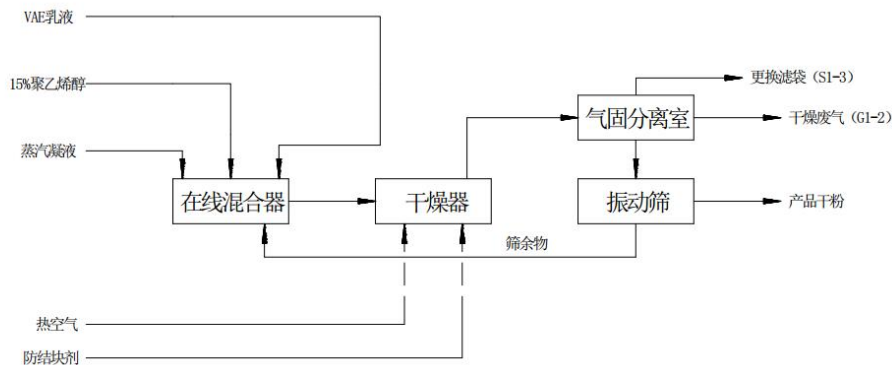 VAE乳液
15%聚乙烯醇
更换滤袋（S1-3）
气固分离室
干燥废气（G1-2）
蒸汽凝液
在线混合器
干燥器
振动筛
产品干粉
筛余物
热空气
防结块剂